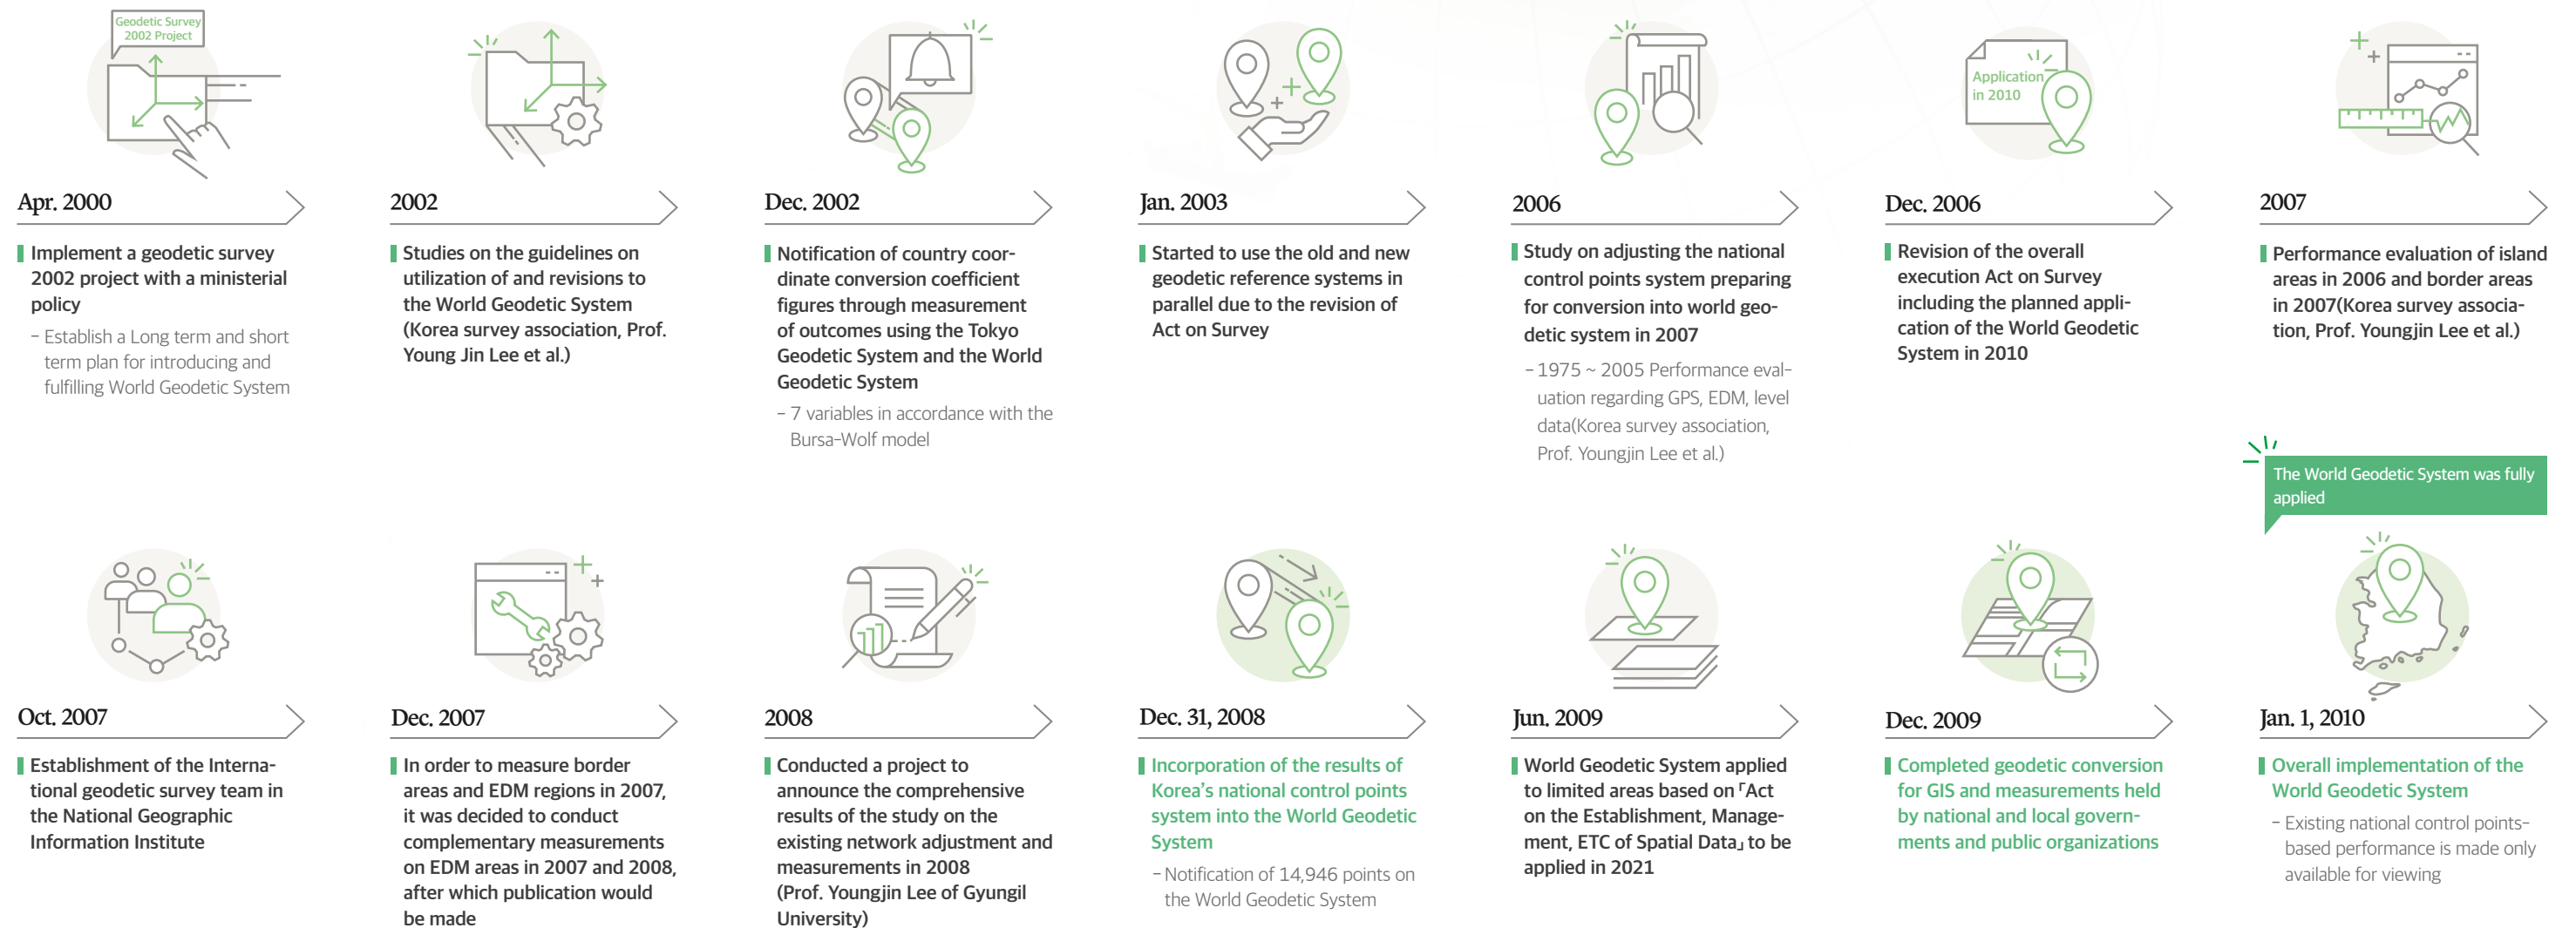 Geodetic Survey
2002 Project
Apr. 2000
Implement a geodetic survey
2002 project with a ministerial
policy
– Establish a Long term and short
term plan for introducing and
fulfilling World Geodetic System
2002
Studies on the guidelines on
utilization of and revisions to
the World Geodetic System
(Korea survey association, Prof.
Young Jin Lee et al.)
Dec. 2002
Notification of country coor-
dinate conversion coefficient
figures through measurement
of outcomes using the Tokyo
Geodetic System and the World
Geodetic System
– 7 variables in accordance with the
Bursa-Wolf model
Jan. 2003
Started to use the old and new
geodetic reference systems in
parallel due to the revision of
Act on Survey
2006
Study on adjusting the national
control points system preparing
for conversion into world geo-
detic system in 2007
– 1975 ~ 2005 Performance eval-
uation regarding GPS, EDM, level
data(Korea survey association,
Prof. Youngjin Lee et al.)
Application
in 2010
Dec. 2006
Revision of the overall
execution Act on Survey
including the planned appli-
cation of the World Geodetic
System in 2010
2007
Performance evaluation of island
areas in 2006 and border areas
in 2007(Korea survey associa-
tion, Prof. Youngjin Lee et al.)
Oct. 2007
Establishment of the Interna-
tional geodetic survey team in
the National Geographic
Information Institute
Dec. 2007
In order to measure border
areas and EDM regions in 2007,
it was decided to conduct
complementary measurements
on EDM areas in 2007 and 2008,
after which publication would
be made
2008
Conducted a project to
announce the comprehensive
results of the study on the
existing network adjustment and
measurements in 2008
(Prof. Youngjin Lee of Gyungil
University)
Dec. 31, 2008
Incorporation of the results of
Korea's national control points
system into the World Geodetic
System
– Notification of 14,946 points on
the World Geodetic System
Jun. 2009
World Geodetic System applied
to limited areas based on「Act
on the Establishment, Manage-
ment, ETC of Spatial Data」to be
applied in 2021
Dec. 2009
Completed geodetic conversion
for GIS and measurements held
by national and local govern-
ments and public organizations
The World Geodetic System was fully
applied
Jan. 1, 2010
Overall implementation of the
World Geodetic System
– Existing national control points-
based performance is made only
available for viewing